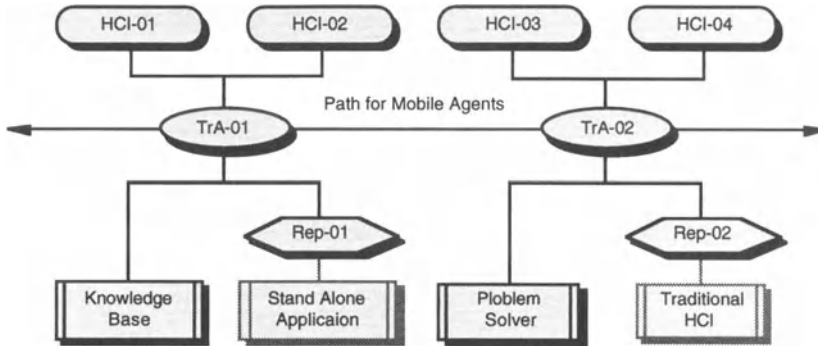 HCI-01
HCI-02
HCI-03
HCI-04
Path for Mobile Agents
TrA-01
TrA-02
Rep-01
Rep-02
Knowledge
Base
Stand Alone
Applicaion
Ploblem
Solver
Traditional
HCI